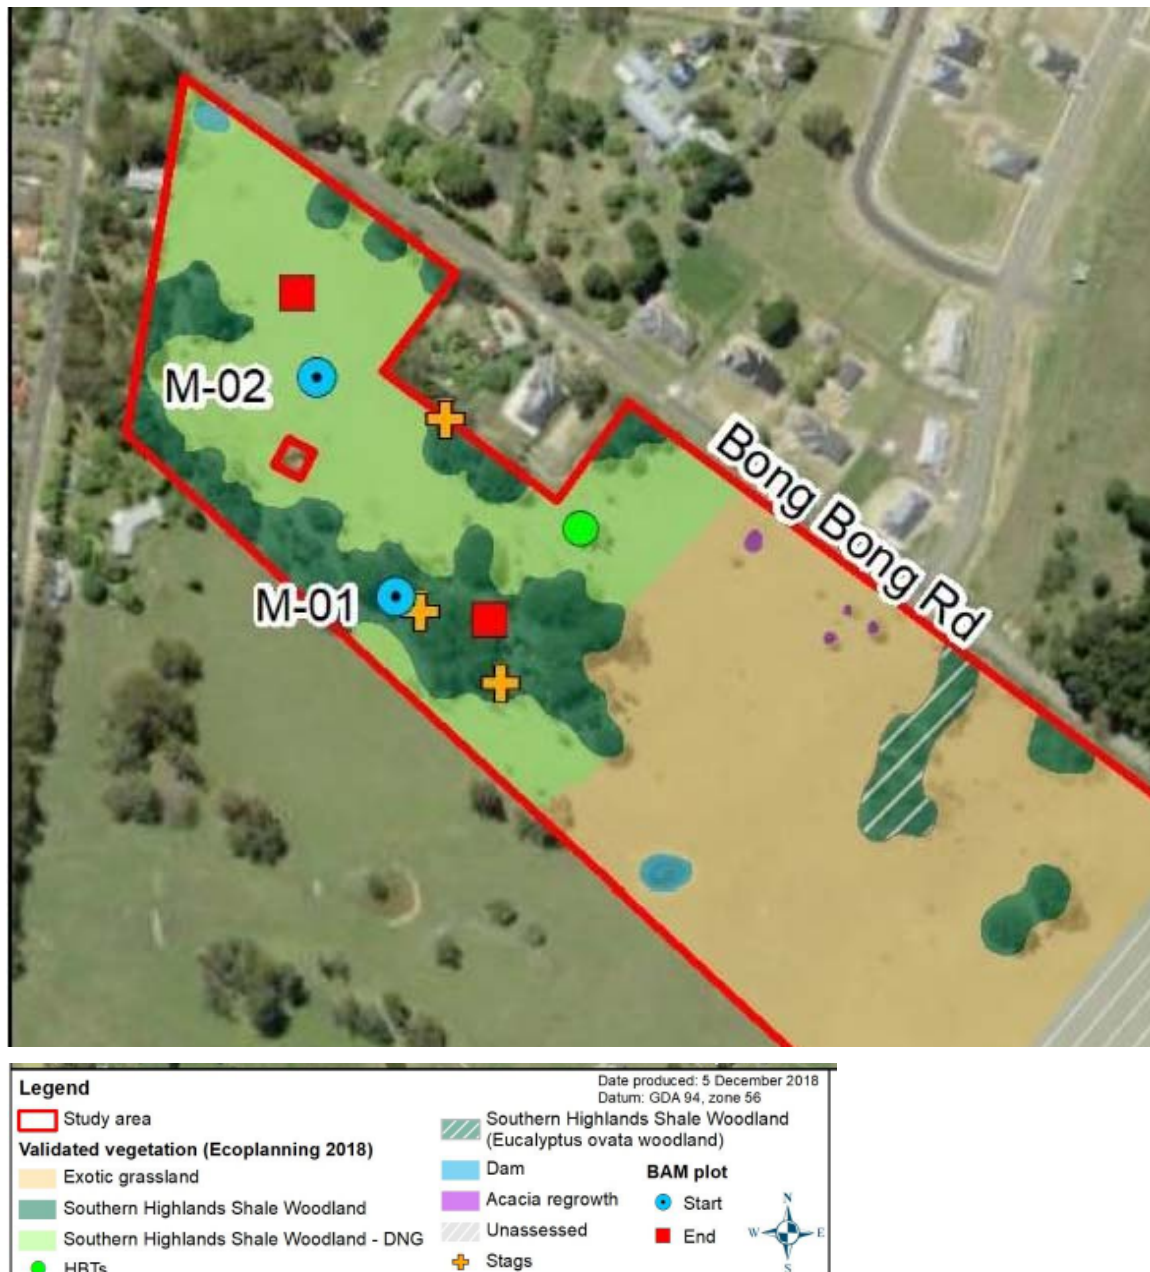 M-02
Bong Bong Rd
M-01
Legend
Date produced: 5 December 2018
Datum: GDA 94, zone 56
Study area
Validated vegetation (Ecoplanning 2018)
Exotic grassland
Southern Highlands Shale Woodland
Southern Highlands Shale Woodland - DNG
HBTs
Southern Highlands Shale Woodland
(Eucalyptus ovata woodland)
Dam
Acacia regrowth
Unassessed
Stags
BAM plot
Start
End
N
W E
S